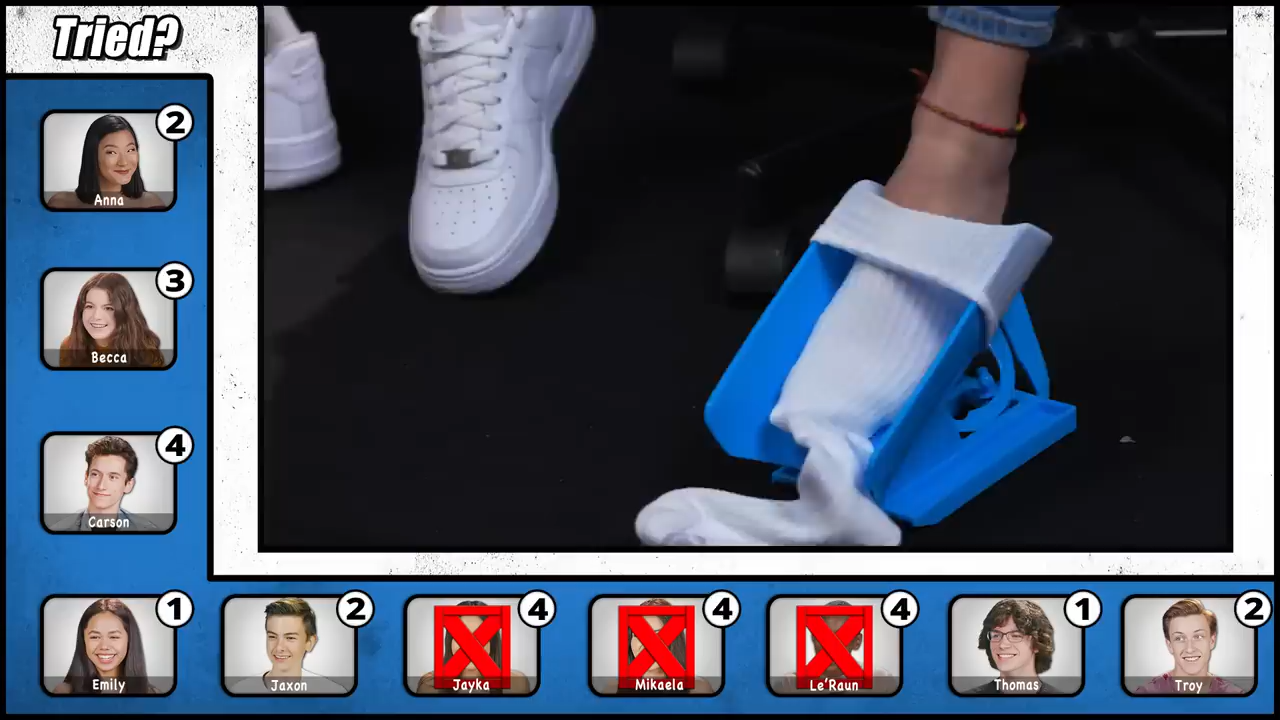 Tried?
2
Anna
3
Becca
4
Carson
1
Emily
2
Jaxon
4
Jayka
4
Mikaela
4
Le'Raun
1
Thomas
2
Troy